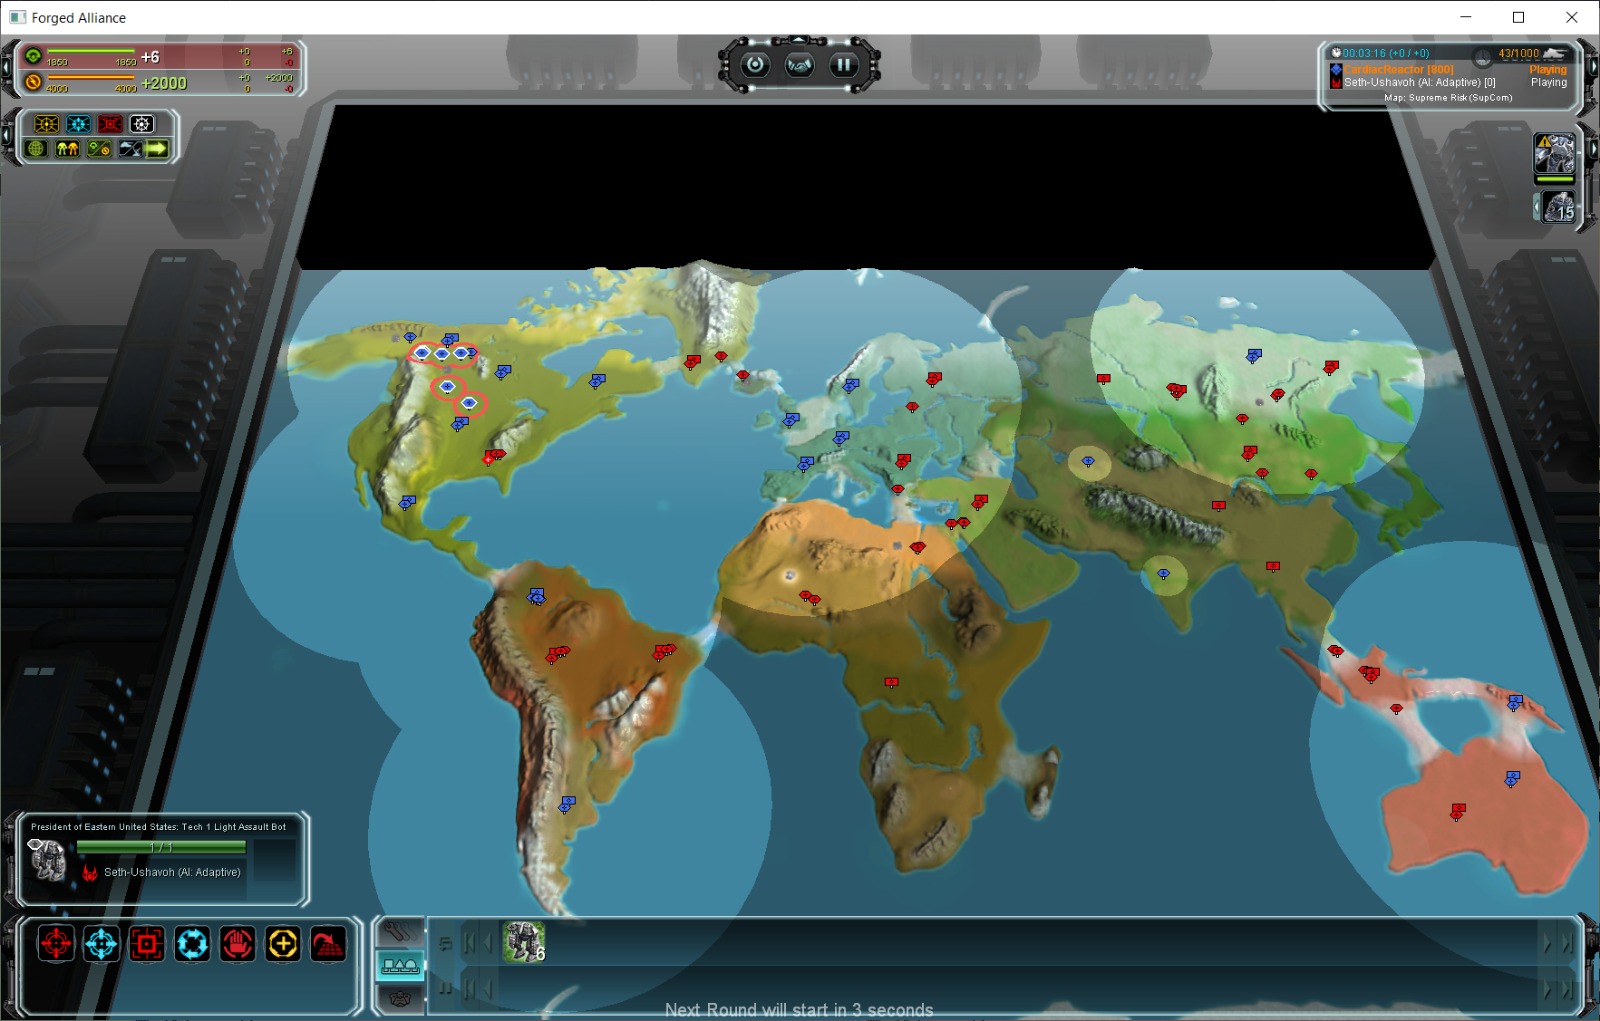 Forged Alliance
+6
1850 1850
+0 +6
0 -0
+2000
4000 4000
+0 +2000
0 -0
00:03:16 (+0 / +0)
43/1000
CardiacReactor [800] Playing
Seth-Ushavoh (AI: Adaptive) [0] Playing
Map: Supreme Risk (SupCom)
15
President of Eastern United States: Tech 1 Light Assault Bot
1 / 1
Seth-Ushavoh (AI: Adaptive)
6
Next Round will start in 3 seconds